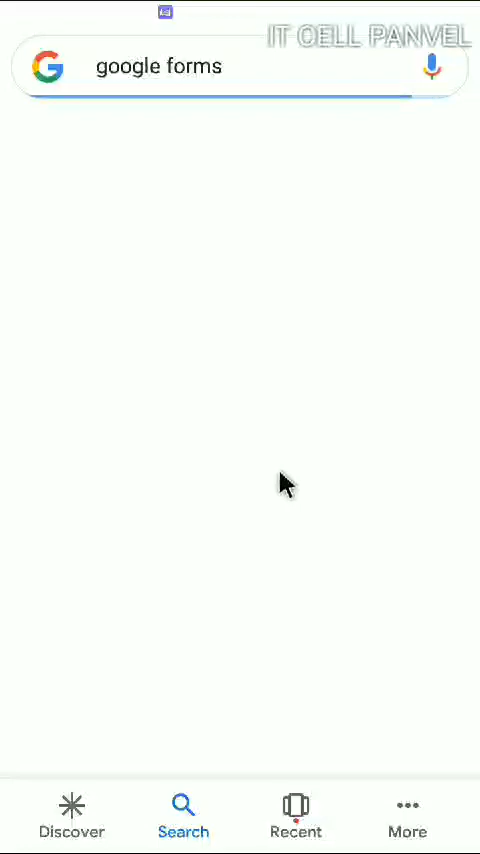 IT CELL PANVEL
google forms
Discover
Search
Recent
More